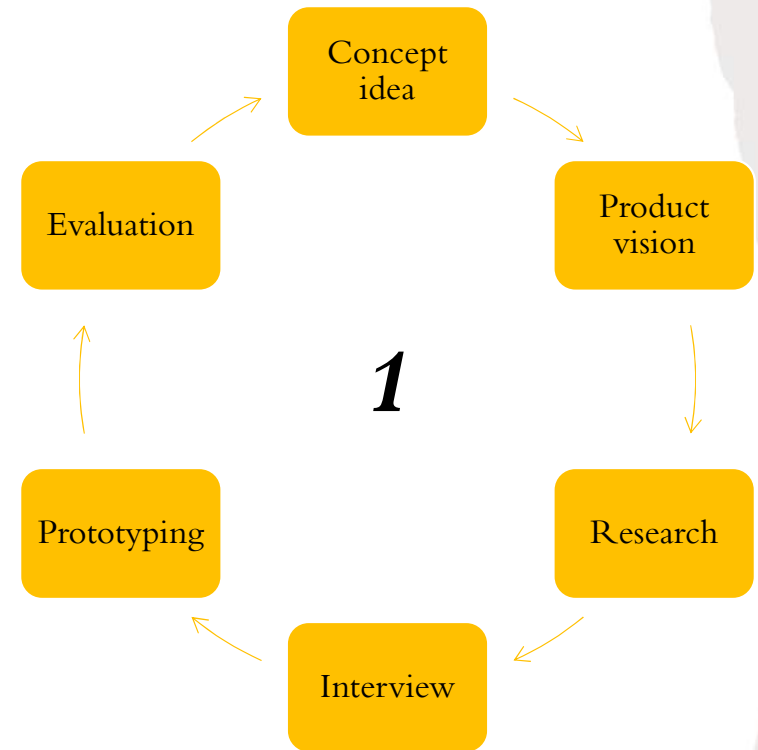 Concept
idea
Product
vision
Research
Interview
Prototyping
Evaluation
1